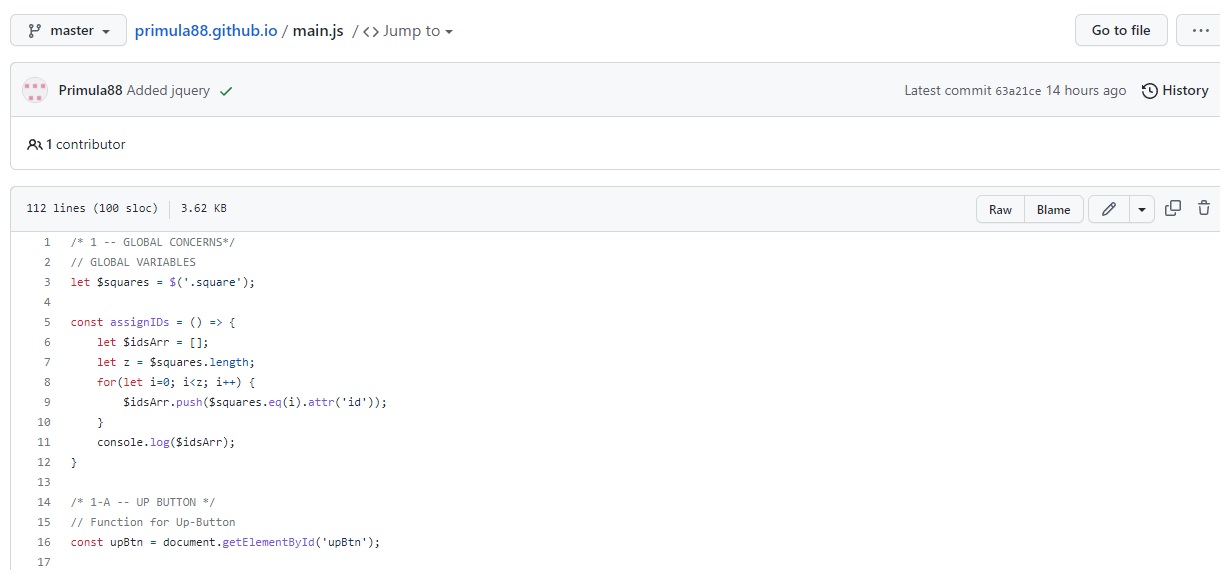 master primula88.github.io / main.js / <> Jump to Go to file ...
Primula88 Added jquery ✓ Latest commit 63a21ce 14 hours ago History
1 contributor
112 lines (100 sloc) 3.62 KB Raw Blame
1 /* 1 -- GLOBAL CONCERNS*/
2 // GLOBAL VARIABLES
3 let $squares = $('.square');
4
5 const assignIDs = () => {
6     let $idsArr = [];
7     let z = $squares.length;
8     for(let i=0; i<z; i++) {
9         $idsArr.push($squares.eq(i).attr('id'));
10     }
11     console.log($idsArr);
12 }
13
14 /* 1-A -- UP BUTTON */
15 // Function for Up-Button
16 const upBtn = document.getElementById('upBtn');
17